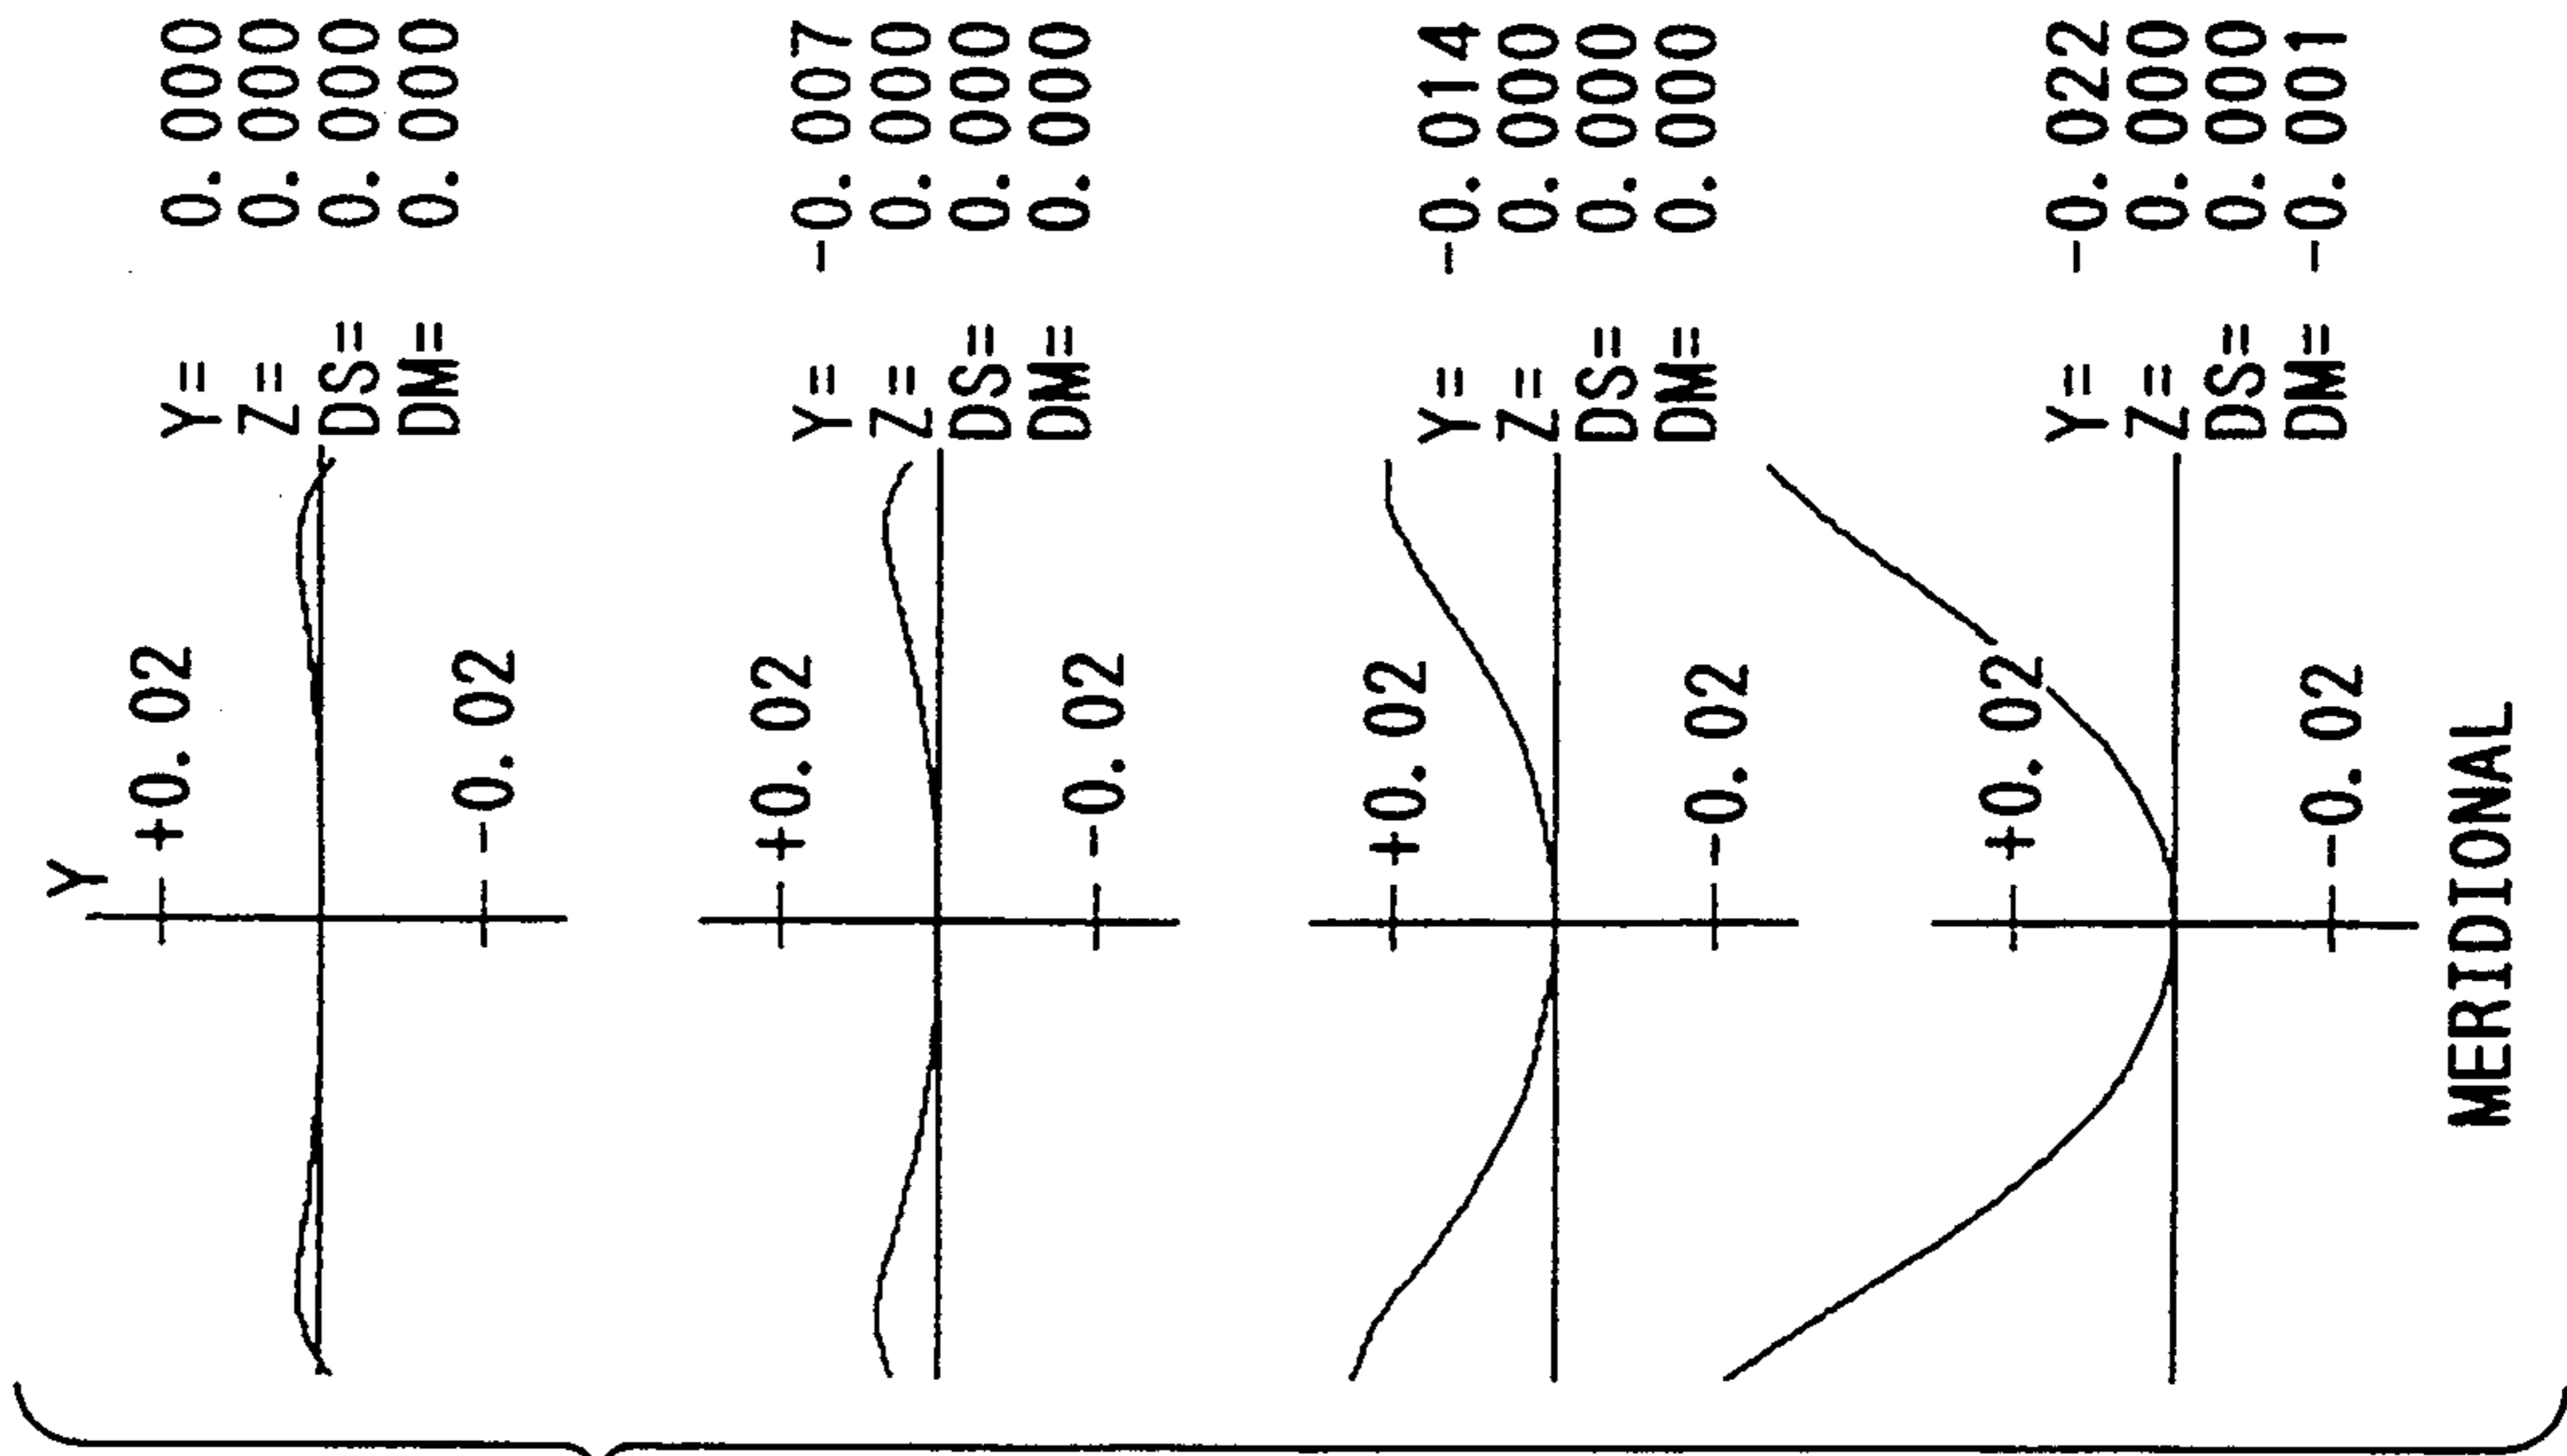 Y
+0.02
Y= 0.000
Z= 0.000
DS= 0.000
DM= 0.000
-0.02
+0.02
Y= -0.007
Z= 0.000
DS= 0.000
DM= 0.000
-0.02
+0.02
Y= -0.014
Z= 0.000
DS= 0.000
DM= 0.000
-0.02
+0.02
Y= -0.022
Z= 0.000
DS= 0.000
DM= -0.001
-0.02
MERIDIONAL